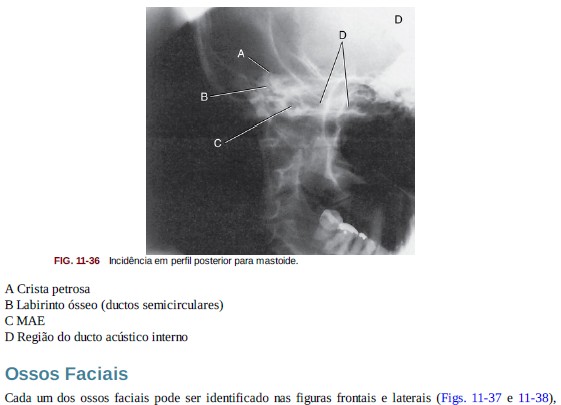 D
D
A
B
C
FIG. 11-36 Incidência em perfil posterior para mastoide.
A Crista petrosa
B Labirinto ósseo (ductos semicirculares)
C MAE
D Região do ducto acústico interno
Ossos Faciais
Cada um dos ossos faciais pode ser identificado nas figuras frontais e laterais (Figs. 11-37 e 11-38),